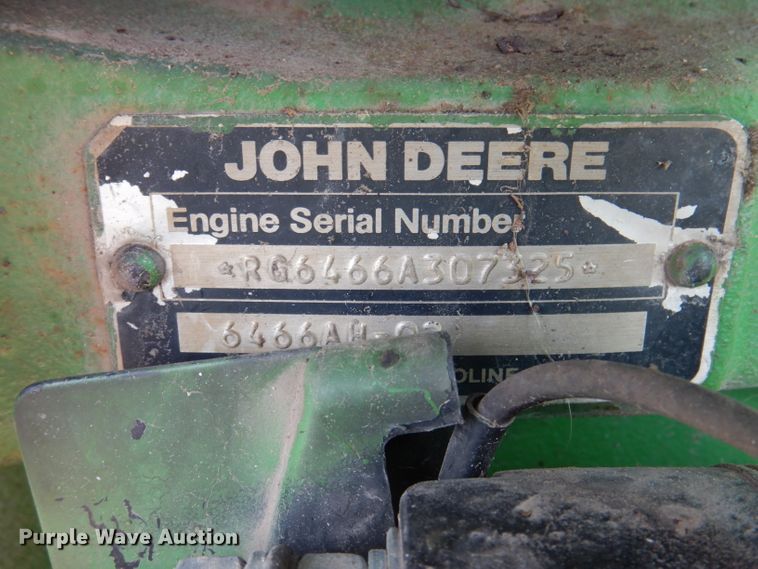 JOHN DEERE
Engine Serial Number
*RG6466A307325*
Purple Wave Auction